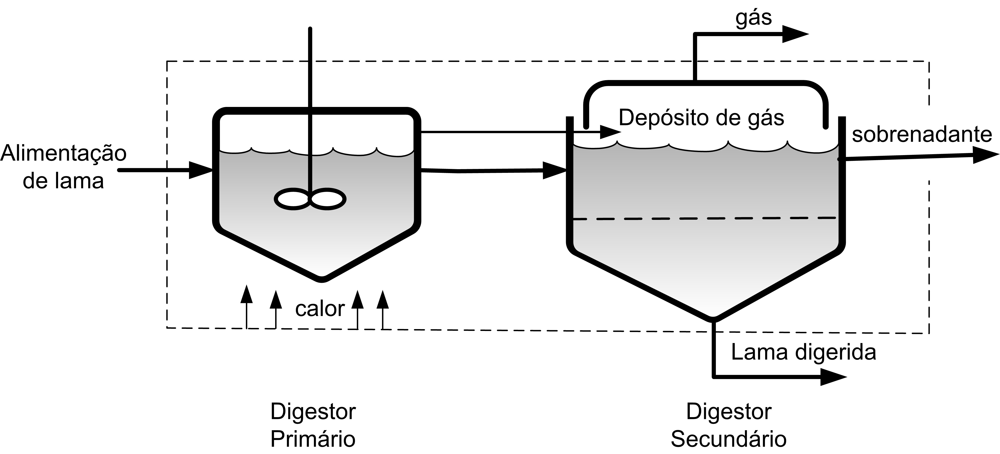 gás
Depósito de gás
sobrenadante
Alimentação
de lama
calor
Lama digerida
Digestor
Primário
Digestor
Secundário